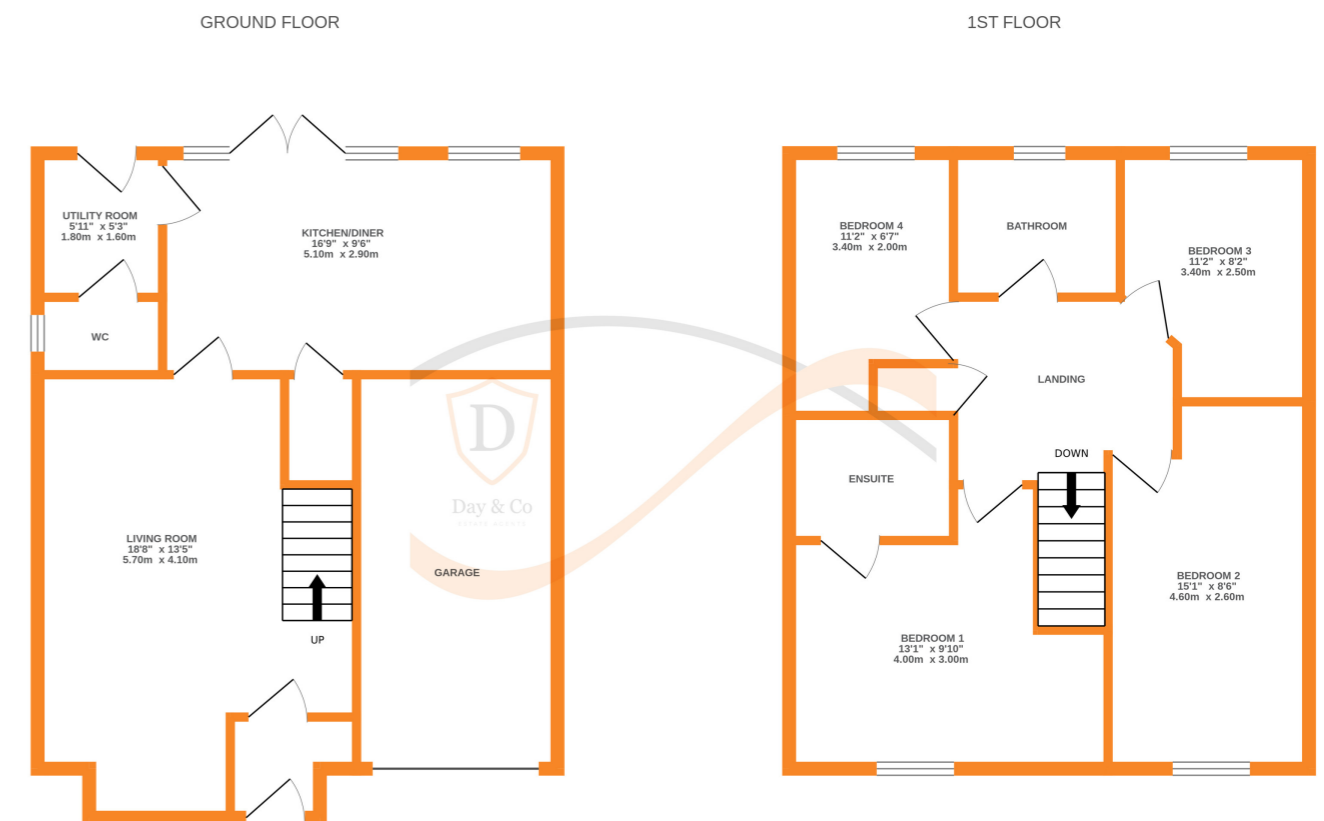 GROUND FLOOR
1ST FLOOR
UTILITY ROOM
5'11" x 5'3"
1.80m x 1.60m
KITCHEN/DINER
16'9" x 9'6"
5.10m x 2.90m
WC
LIVING ROOM
18'8" x 13'5"
5.70m x 4.10m
UP
D
Day & Co
ESTATE AGENTS
GARAGE
BEDROOM 4
11'2" x 6'7"
3.40m x 2.00m
BATHROOM
BEDROOM 3
11'2" x 8'2"
3.40m x 2.50m
LANDING
DOWN
ENSUITE
BEDROOM 2
15'1" x 8'6"
4.60m x 2.60m
BEDROOM 1
13'1" x 9'10"
4.00m x 3.00m